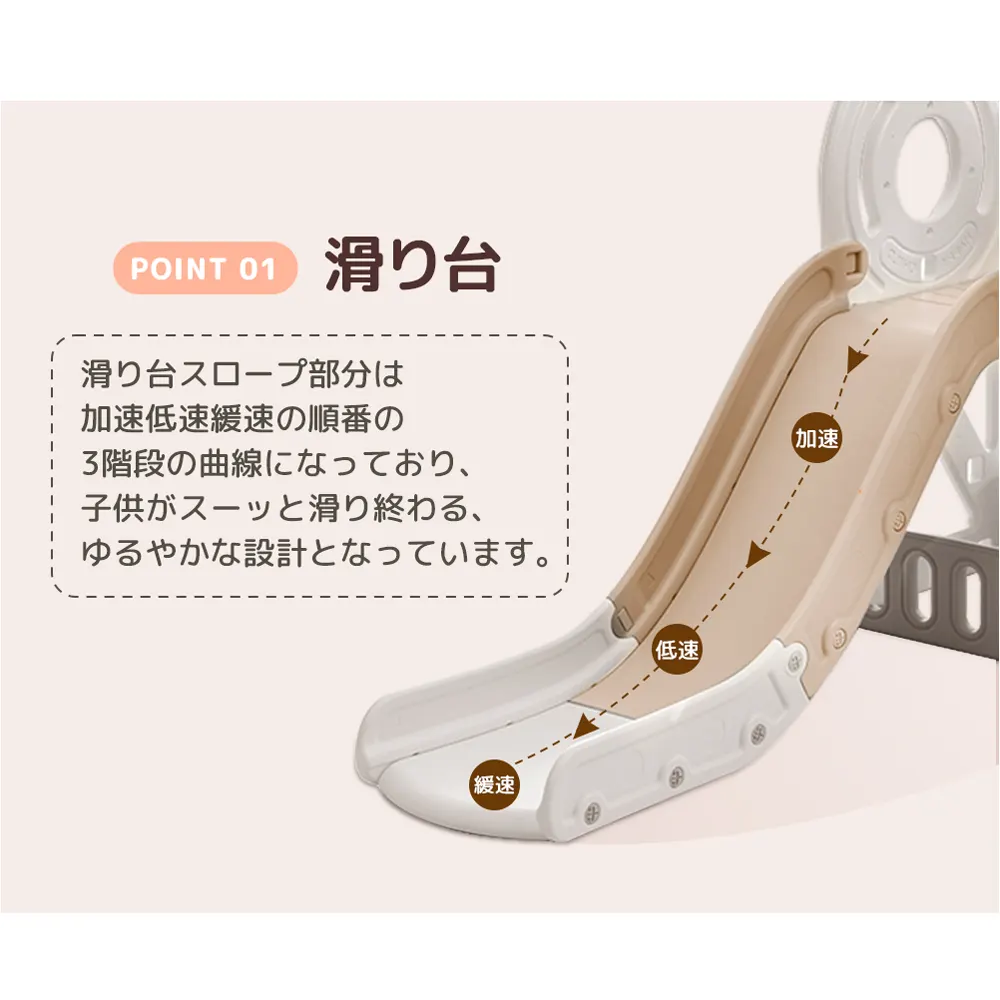 POINT 01
滑り台
滑り台スロープ部分は
加速低速緩速の順番の
3階段の曲線になっており、
子供がスーッと滑り終わる、
ゆるやかな設計となっています。
加速
低速
緩速